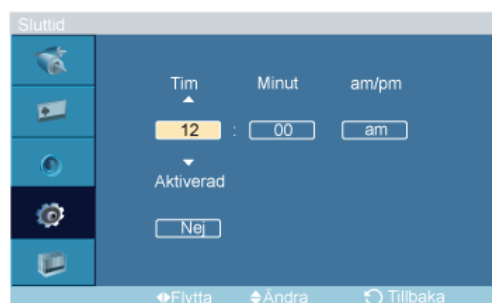 Sluttid
Tim Minut am/pm
12 : 00 am
Aktiverad
Nej
Flytta Ändra Tillbaka